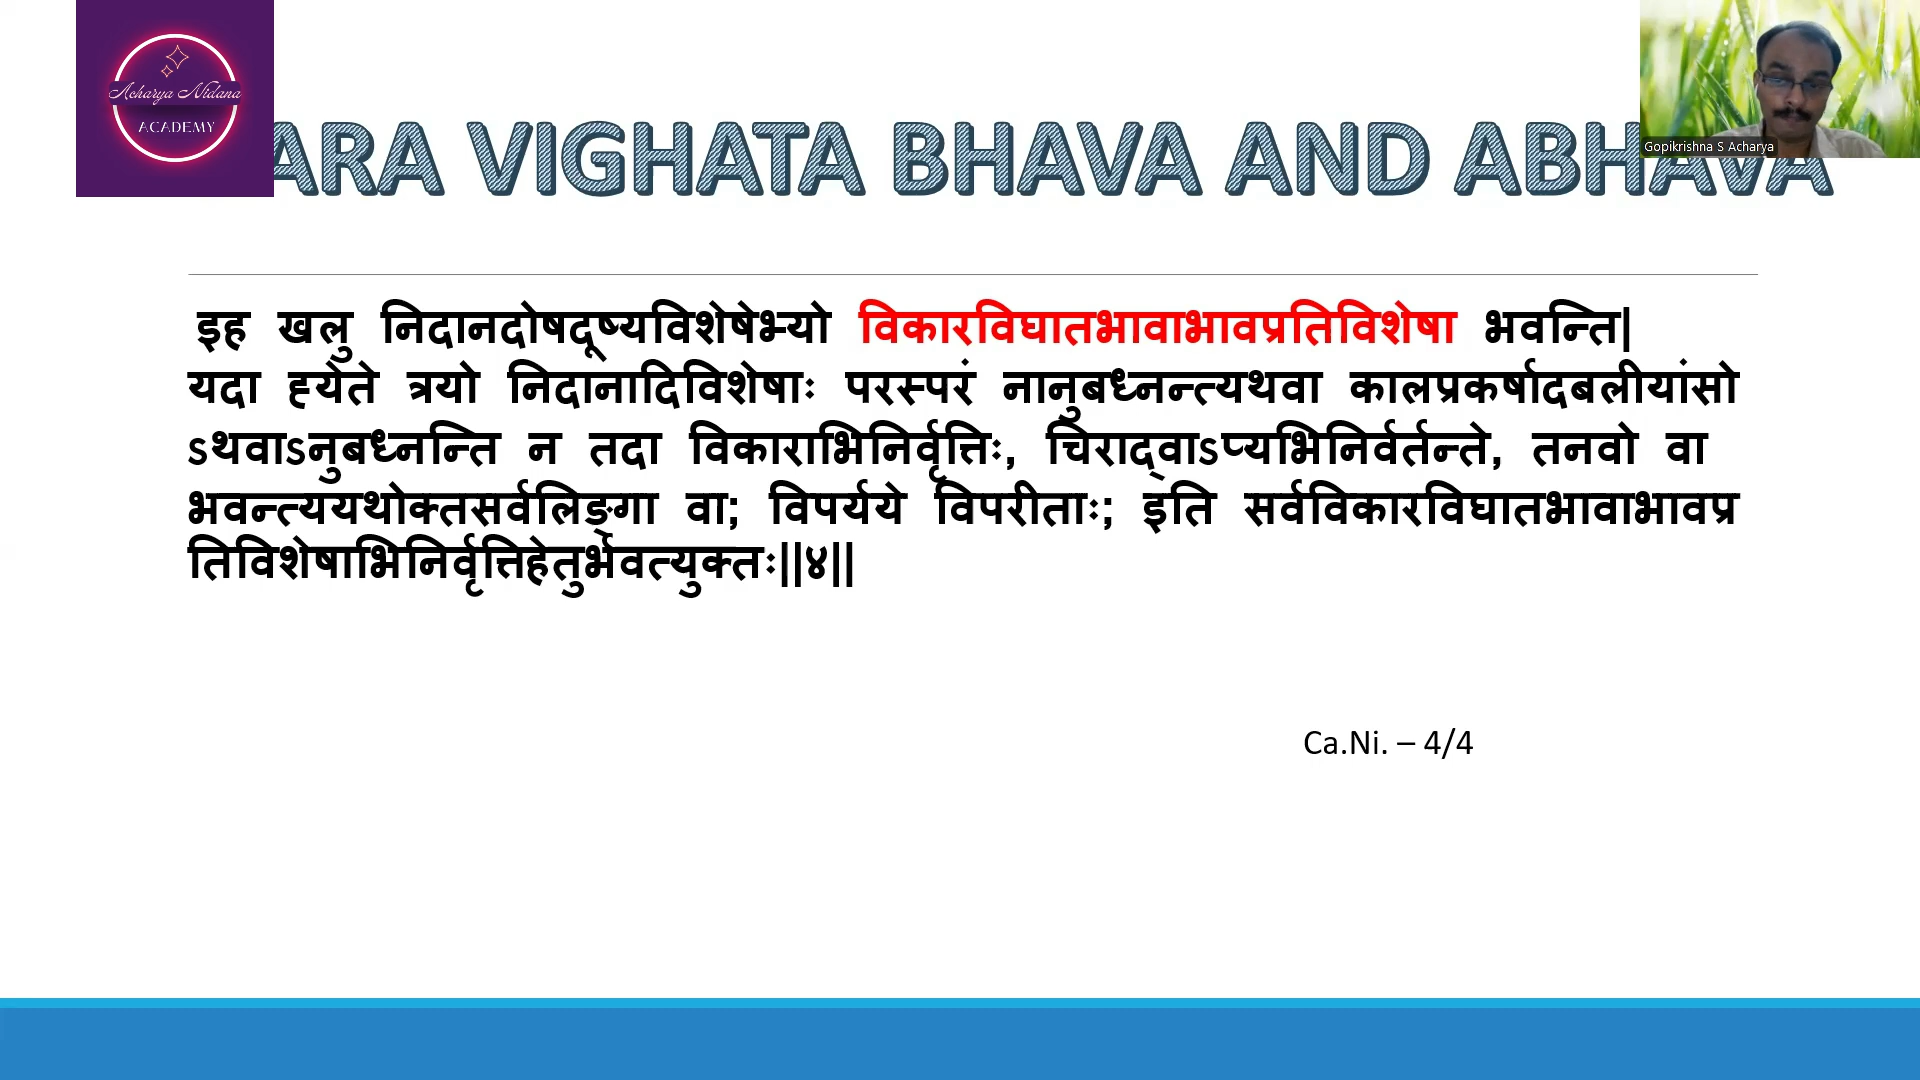 Acharya Nidana
ACADEMY
ARA VIGHATA BHAVA AND ABHAVA
Gopikrishna S Acharya
इह खलु निदानदोषदूष्यविशेषेभ्यो विकारविघातभावाभावप्रतिविशेषा भवन्ति|
यदा ह्येते त्रयो निदानादिविशेषाः परस्परं नानुबध्नन्त्यथवा कालप्रकर्षादबलीयांसो
ऽथवाऽनुबध्नन्ति न तदा विकाराभिनिर्वृत्तिः, चिराद्वाऽप्यभिनिर्वर्तन्ते, तनवो वा
भवन्त्ययथोक्तसर्वलिङ्गा वा; विपर्यये विपरीताः; इति सर्वविकारविघातभावाभावप्र
तिविशेषाभिनिर्वृत्तिहेतुर्भवत्युक्तः||४||
Ca.Ni. – 4/4